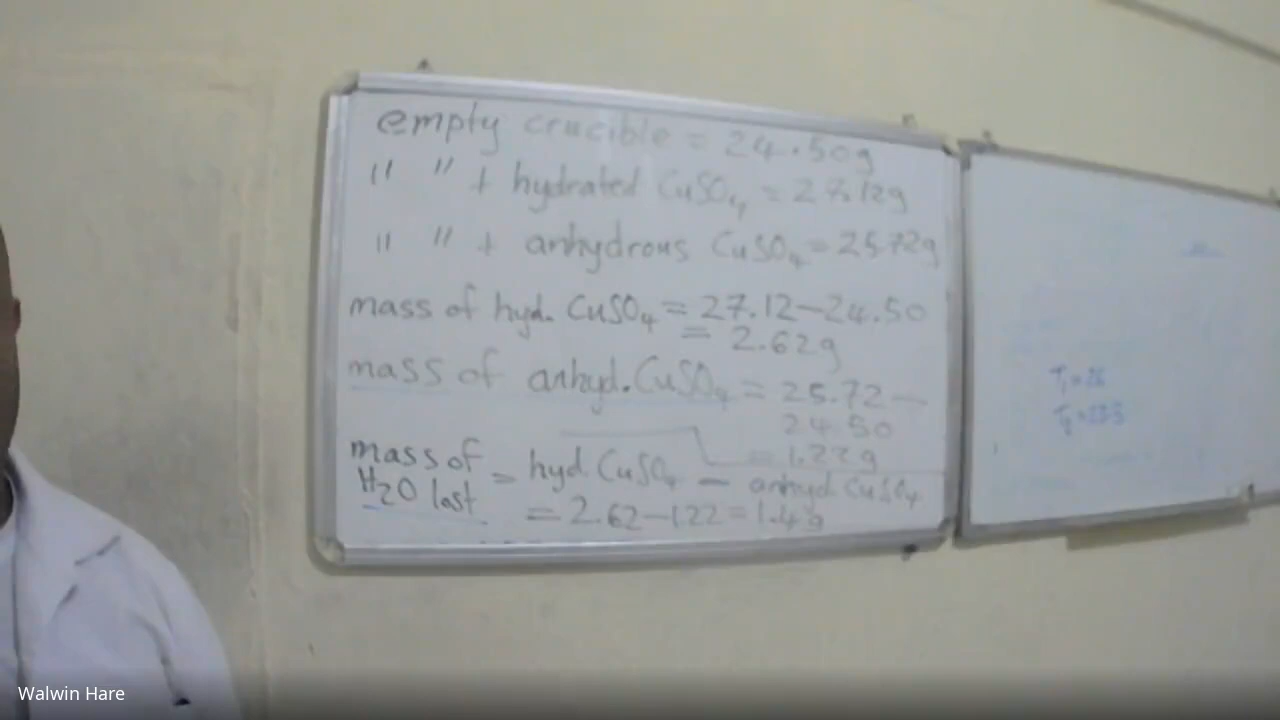 empty crucible = 24.50g
" " + hydrated CuSO₄ = 27.12g
" " + anhydrous CuSO₄ = 25.72g
mass of hyd. CuSO₄ = 27.12 - 24.50
= 2.62g
mass of anhyd. CuSO₄ = 25.72 -
24.50
= 1.22g
mass of H₂O last = hyd. CuSO₄ - anhyd. CuSO₄
= 2.62 - 1.22 = 1.4g
Walwin Hare